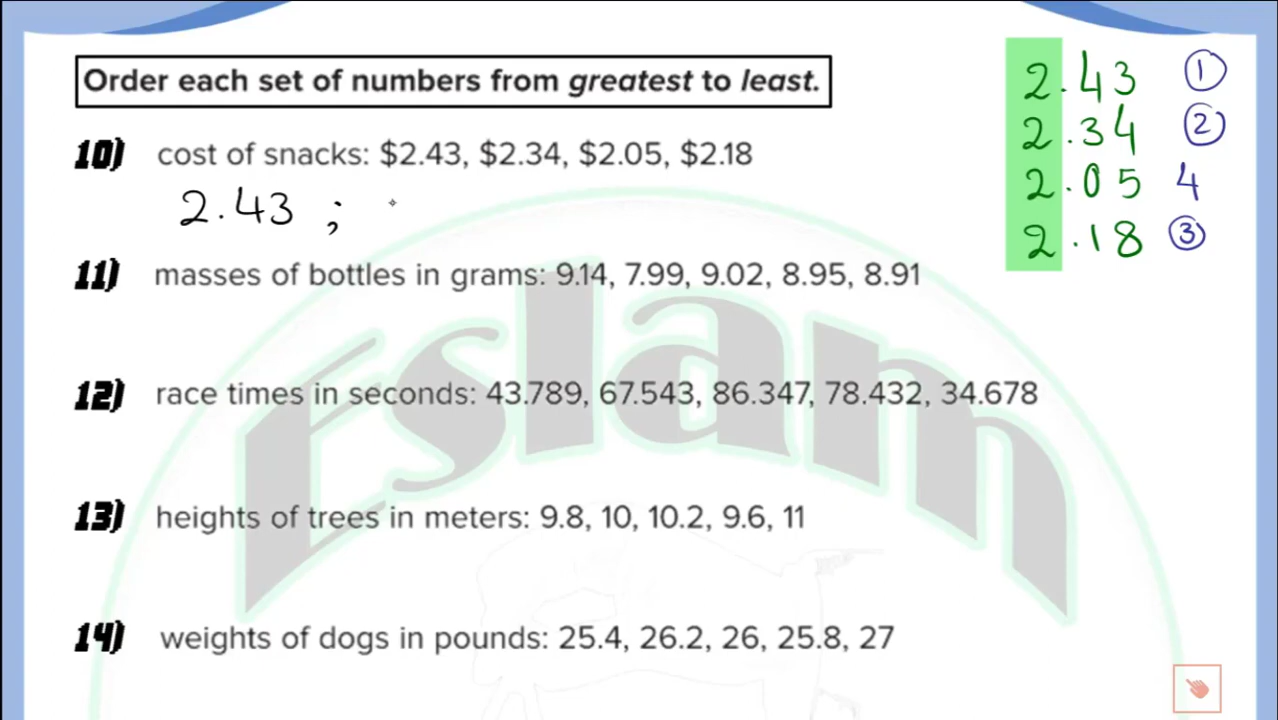 Order each set of numbers from greatest to least.
10) cost of snacks: $2.43, $2.34, $2.05, $2.18
2.43 ;
11) masses of bottles in grams: 9.14, 7.99, 9.02, 8.95, 8.91
12) race times in seconds: 43.789, 67.543, 86.347, 78.432, 34.678
13) heights of trees in meters: 9.8, 10, 10.2, 9.6, 11
14) weights of dogs in pounds: 25.4, 26.2, 26, 25.8, 27
2.43 1
2.34 2
2.05 4
2.18 3
Eslam